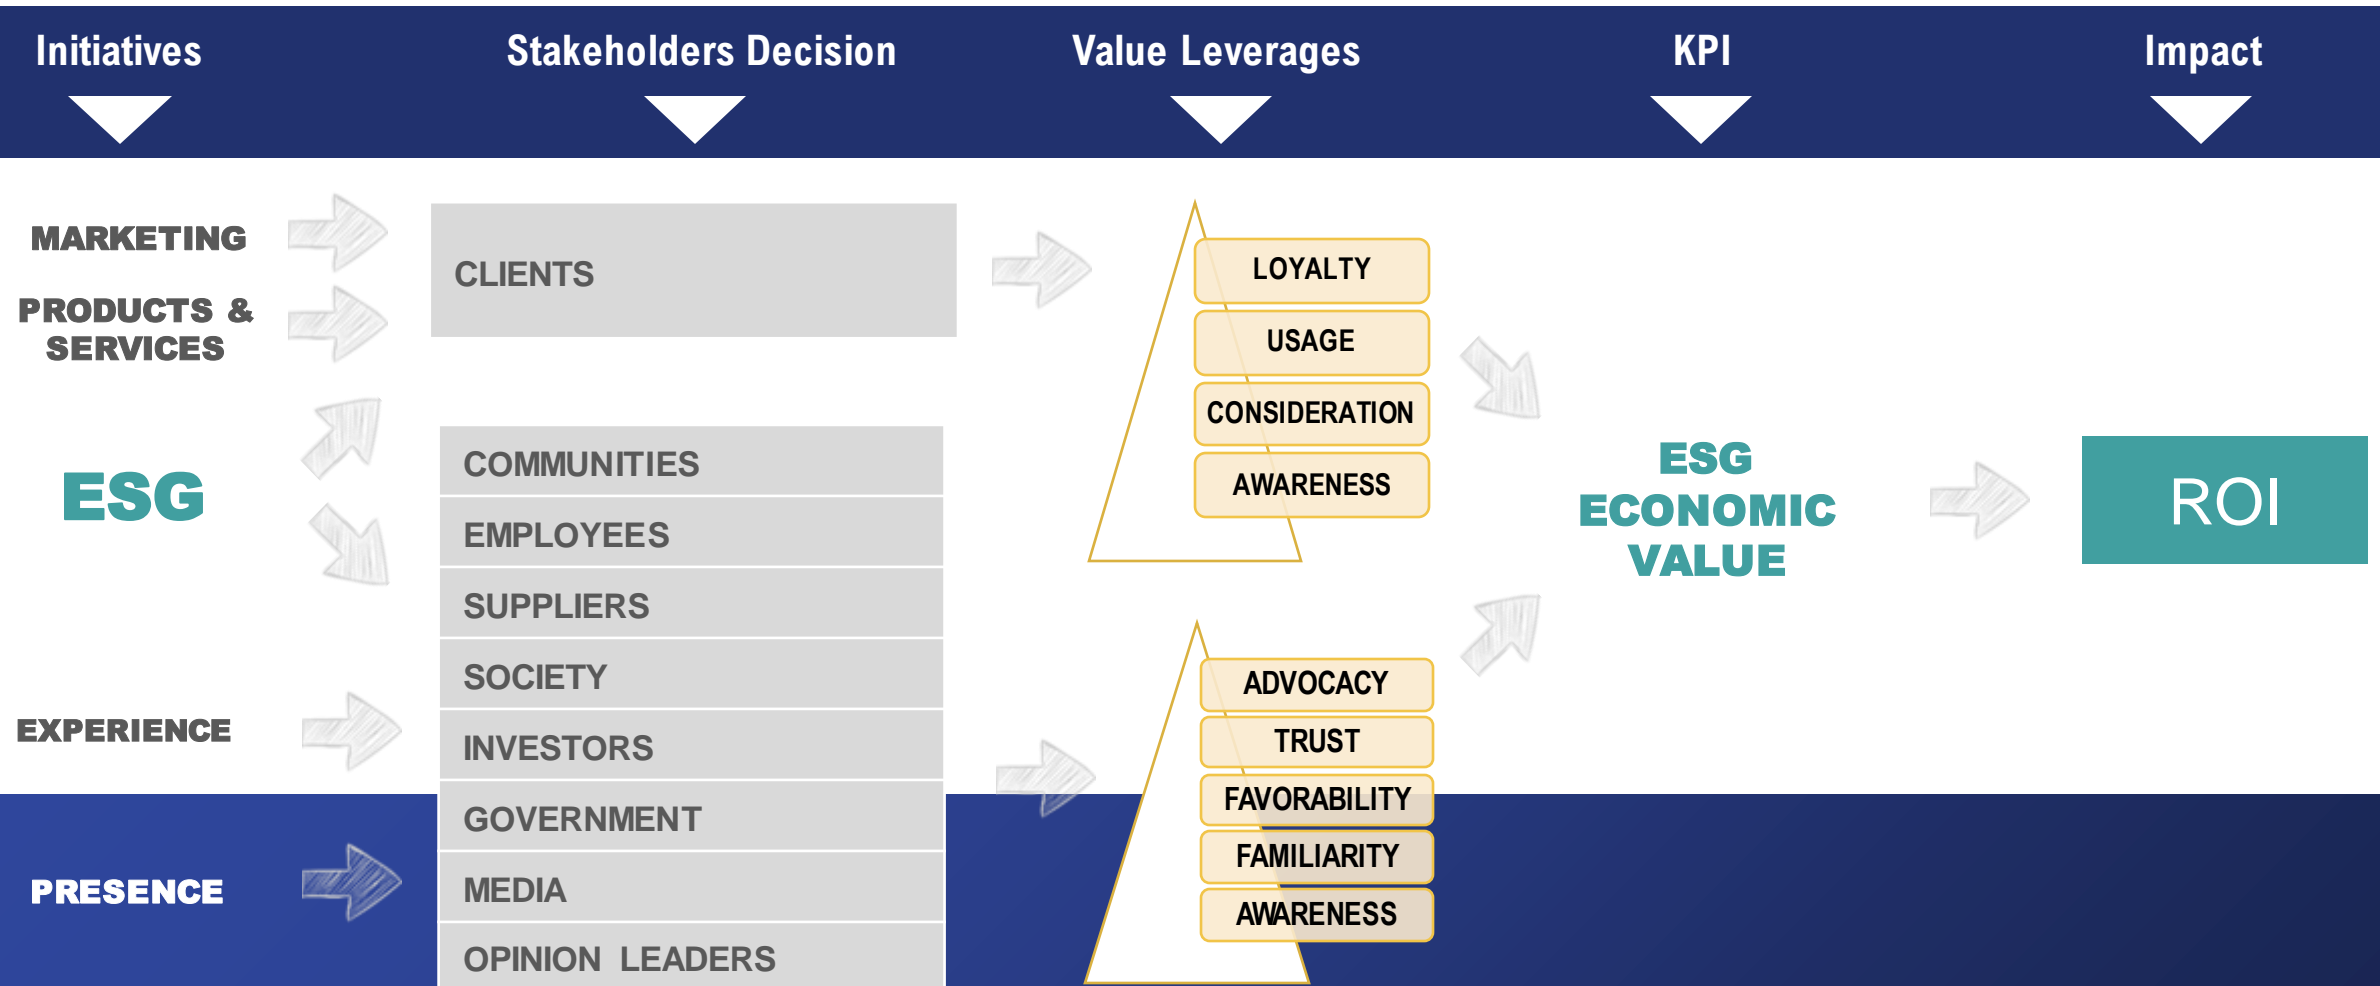 Initiatives
Stakeholders Decision
Value Leverages
KPI
Impact
MARKETING
PRODUCTS &
SERVICES
ESG
EXPERIENCE
PRESENCE
CLIENTS
COMMUNITIES
EMPLOYEES
SUPPLIERS
SOCIETY
INVESTORS
GOVERNMENT
MEDIA
OPINION LEADERS
LOYALTY
USAGE
CONSIDERATION
AWARENESS
ADVOCACY
TRUST
FAVORABILITY
FAMILIARITY
AWARENESS
ESG
ECONOMIC
VALUE
ROI